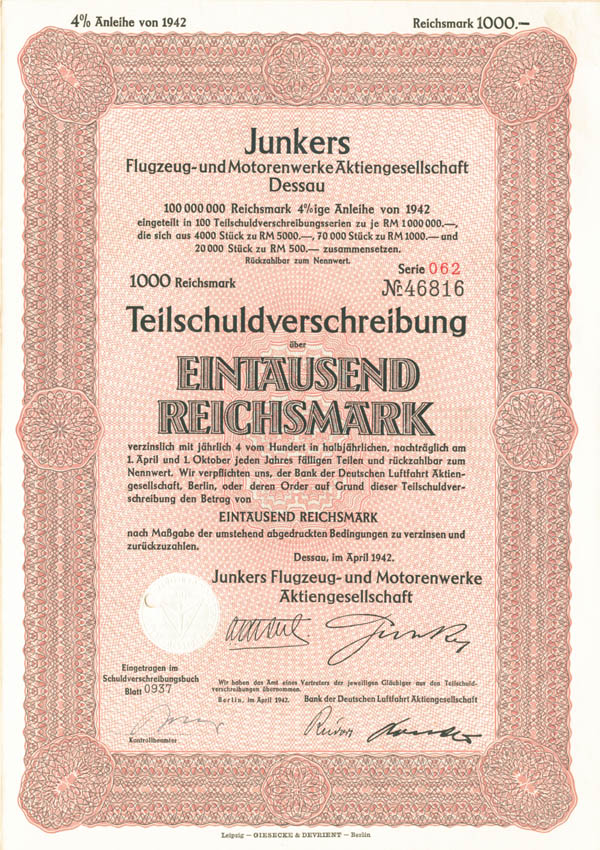 4% Anleihe von 1942
Reichsmark 1000.—
Junkers
Flugzeug- und Motorenwerke Aktiengesellschaft
Dessau
100 000 000 Reichsmark 4%ige Anleihe von 1942
eingeteilt in 100 Teilschuldverschreibungsserien zu je RM 1 000 000.—,
die sich aus 4000 Stück zu RM 5000.—, 70 000 Stück zu RM 1000.— und
20 000 Stück zu RM 500.— zusammensetzen.
Rückzahlbar zum Nennwert.
Serie 062
1000 Reichsmark
№ 46816
Teilschuldverschreibung
über
EINTAUSEND
REICHSMARK
verzinslich mit jährlich 4 vom Hundert in halbjährlichen, nachträglich am
1. April und 1. Oktober jeden Jahres fälligen Teilen und rückzahlbar zum
Nennwert. Wir verpflichten uns, der Bank der Deutschen Luftfahrt Aktien-
gesellschaft, Berlin, oder deren Order auf Grund dieser Teilschuldver-
schreibung den Betrag von
EINTAUSEND REICHSMARK
nach Maßgabe der umstehend abgedruckten Bedingungen zu verzinsen und
zurückzuzahlen.
Dessau, im April 1942.
Junkers Flugzeug- und Motorenwerke
Aktiengesellschaft
Eingetragen im
Schuldverschreibungsbuch
Blatt 0937
Wir haben das Amt eines Vertreters der jeweiligen Gläubiger aus den Teilschuld-
verschreibungen übernommen.
Berlin, im April 1942.
Bank der Deutschen Luftfahrt Aktiengesellschaft
Kontrollbeamter
Leipzig — GIESECKE & DEVRIENT — Berlin